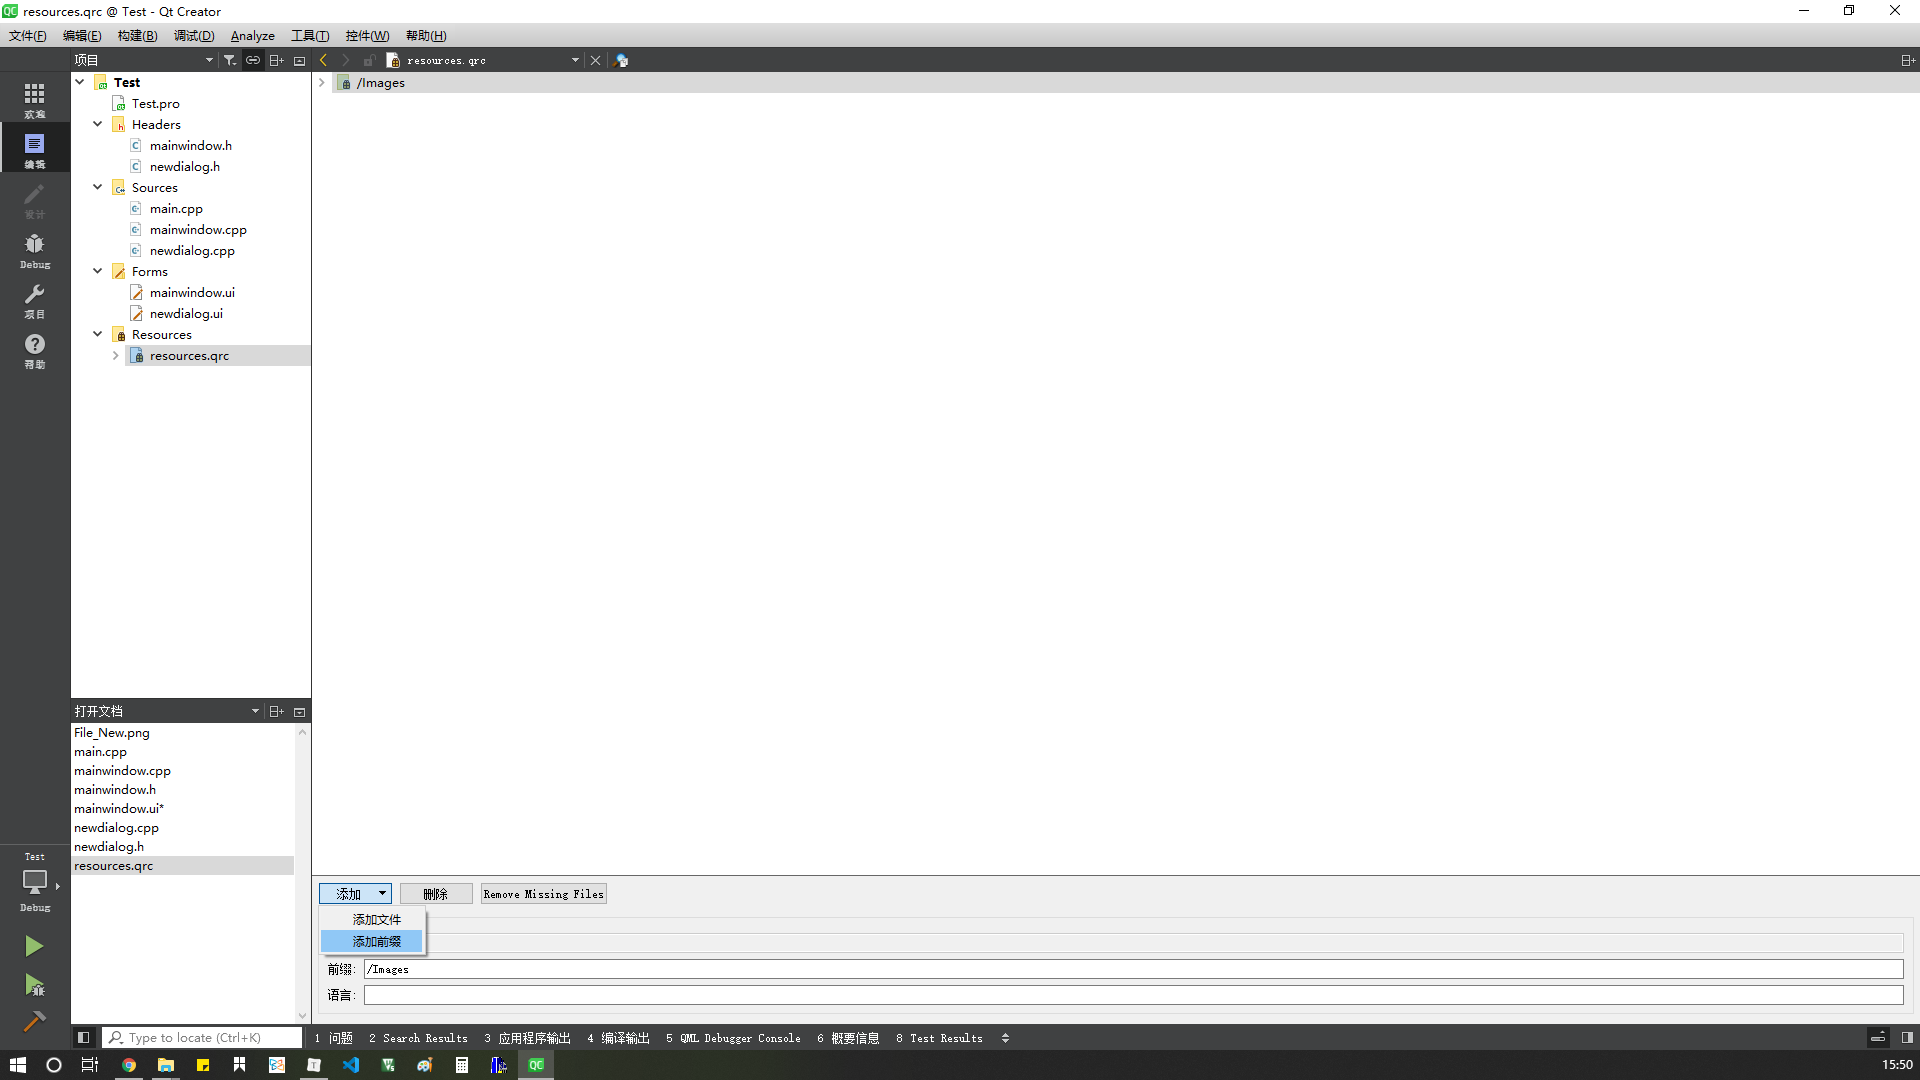 resources.qrc @ Test - Qt Creator
文件(F) 编辑(E) 构建(B) 调试(D) Analyze 工具(T) 控件(W) 帮助(H)
项目
resources.qrc
欢迎
编辑
设计
Debug
项目
帮助
Test
Test.pro
Headers
mainwindow.h
newdialog.h
Sources
main.cpp
mainwindow.cpp
newdialog.cpp
Forms
mainwindow.ui
newdialog.ui
Resources
resources.qrc
/Images
打开文档
File_New.png
main.cpp
mainwindow.cpp
mainwindow.h
mainwindow.ui*
newdialog.cpp
newdialog.h
resources.qrc
Test
Debug
添加 删除 Remove Missing Files
添加文件
添加前缀
前缀: /Images
语言:
Type to locate (Ctrl+K) 1 问题 2 Search Results 3 应用程序输出 4 编译输出 5 QML Debugger Console 6 概要信息 8 Test Results
15:50